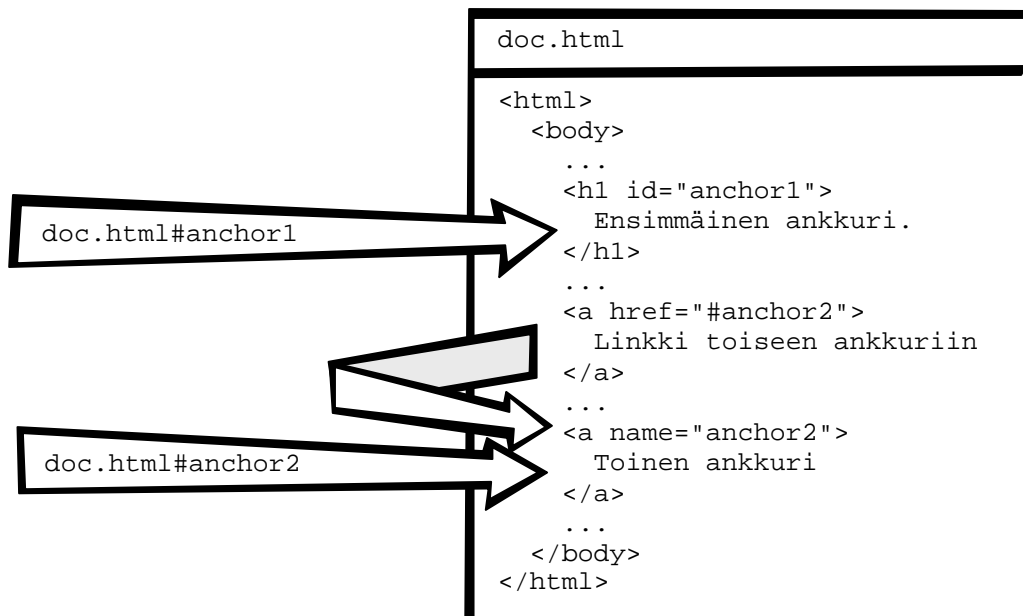 doc.html
<html>
<body>
...
<h1 id="anchor1">
Ensimmäinen ankkuri.
</h1>
...
<a href="#anchor2">
Linkki toiseen ankkuriin
</a>
...
<a name="anchor2">
Toinen ankkuri
</a>
...
</body>
</html>
doc.html#anchor1
doc.html#anchor2